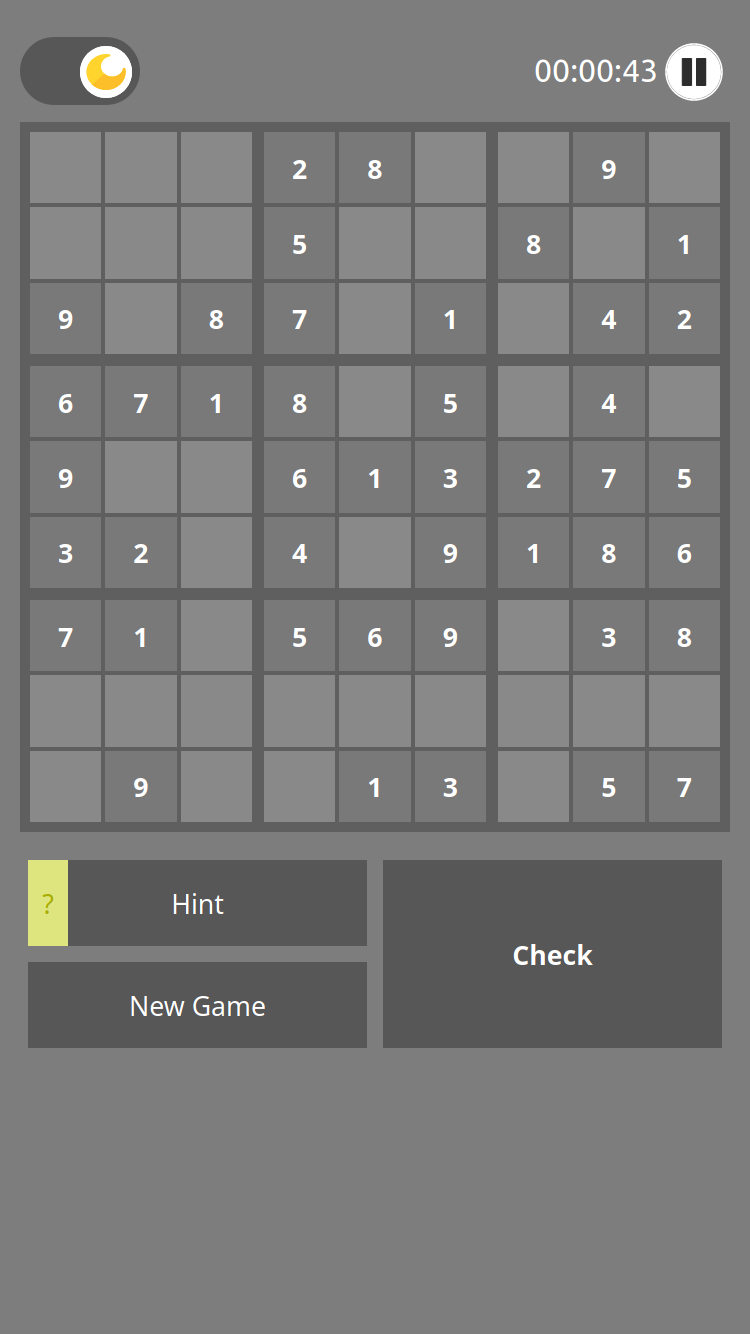 00:00:43
2 8 9
5 8 1
9 8 7 1 4 2
6 7 1 8 5 4
9 6 1 3 2 7 5
3 2 4 9 1 8 6
7 1 5 6 9 3 8
9 1 3 5 7
? Hint
Check
New Game